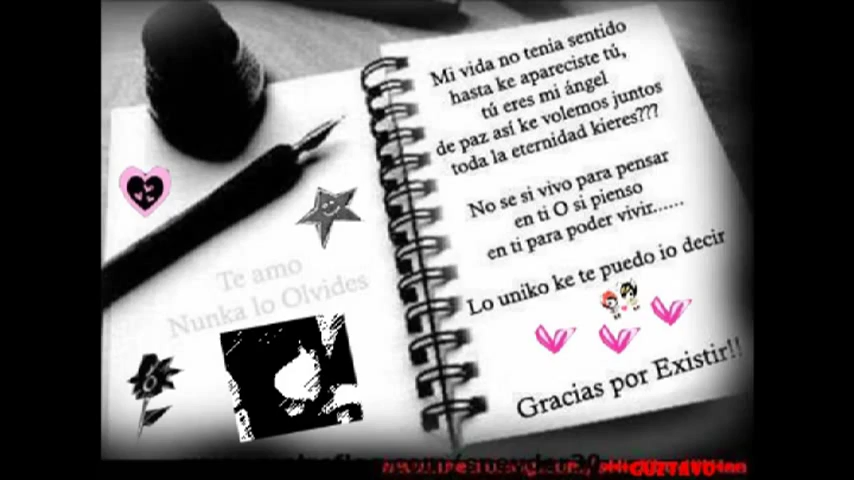 Te amo
Nunka lo Olvides
Mi vida no tenia sentido
hasta ke apareciste tú,
tú eres mi ángel
de paz así ke volemos juntos
toda la eternidad kieres???
No se si vivo para pensar
en ti O si pienso
en ti para poder vivir......
Lo uniko ke te puedo io decir
Gracias por Existir!!